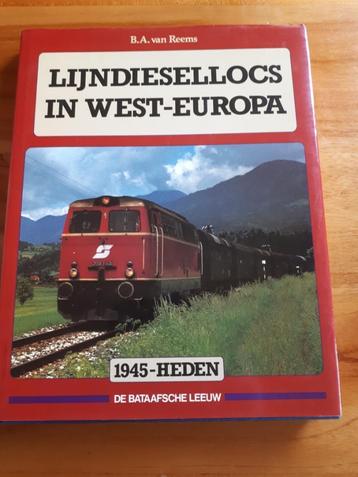 B.A. van Reems
LIJNDIESELLOCS
IN WEST-EUROPA
1945-HEDEN
DE BATAAFSCHE LEEUW